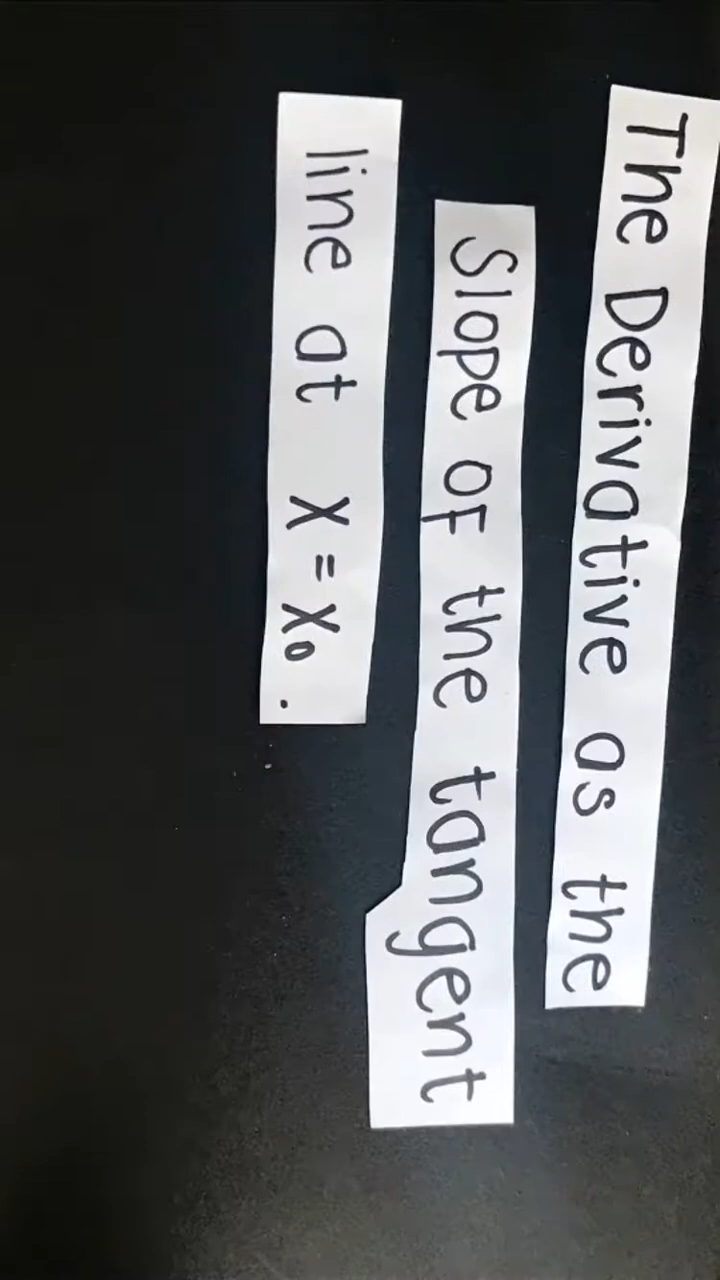 The Derivative as the
Slope of the tangent
line at x = x₀.